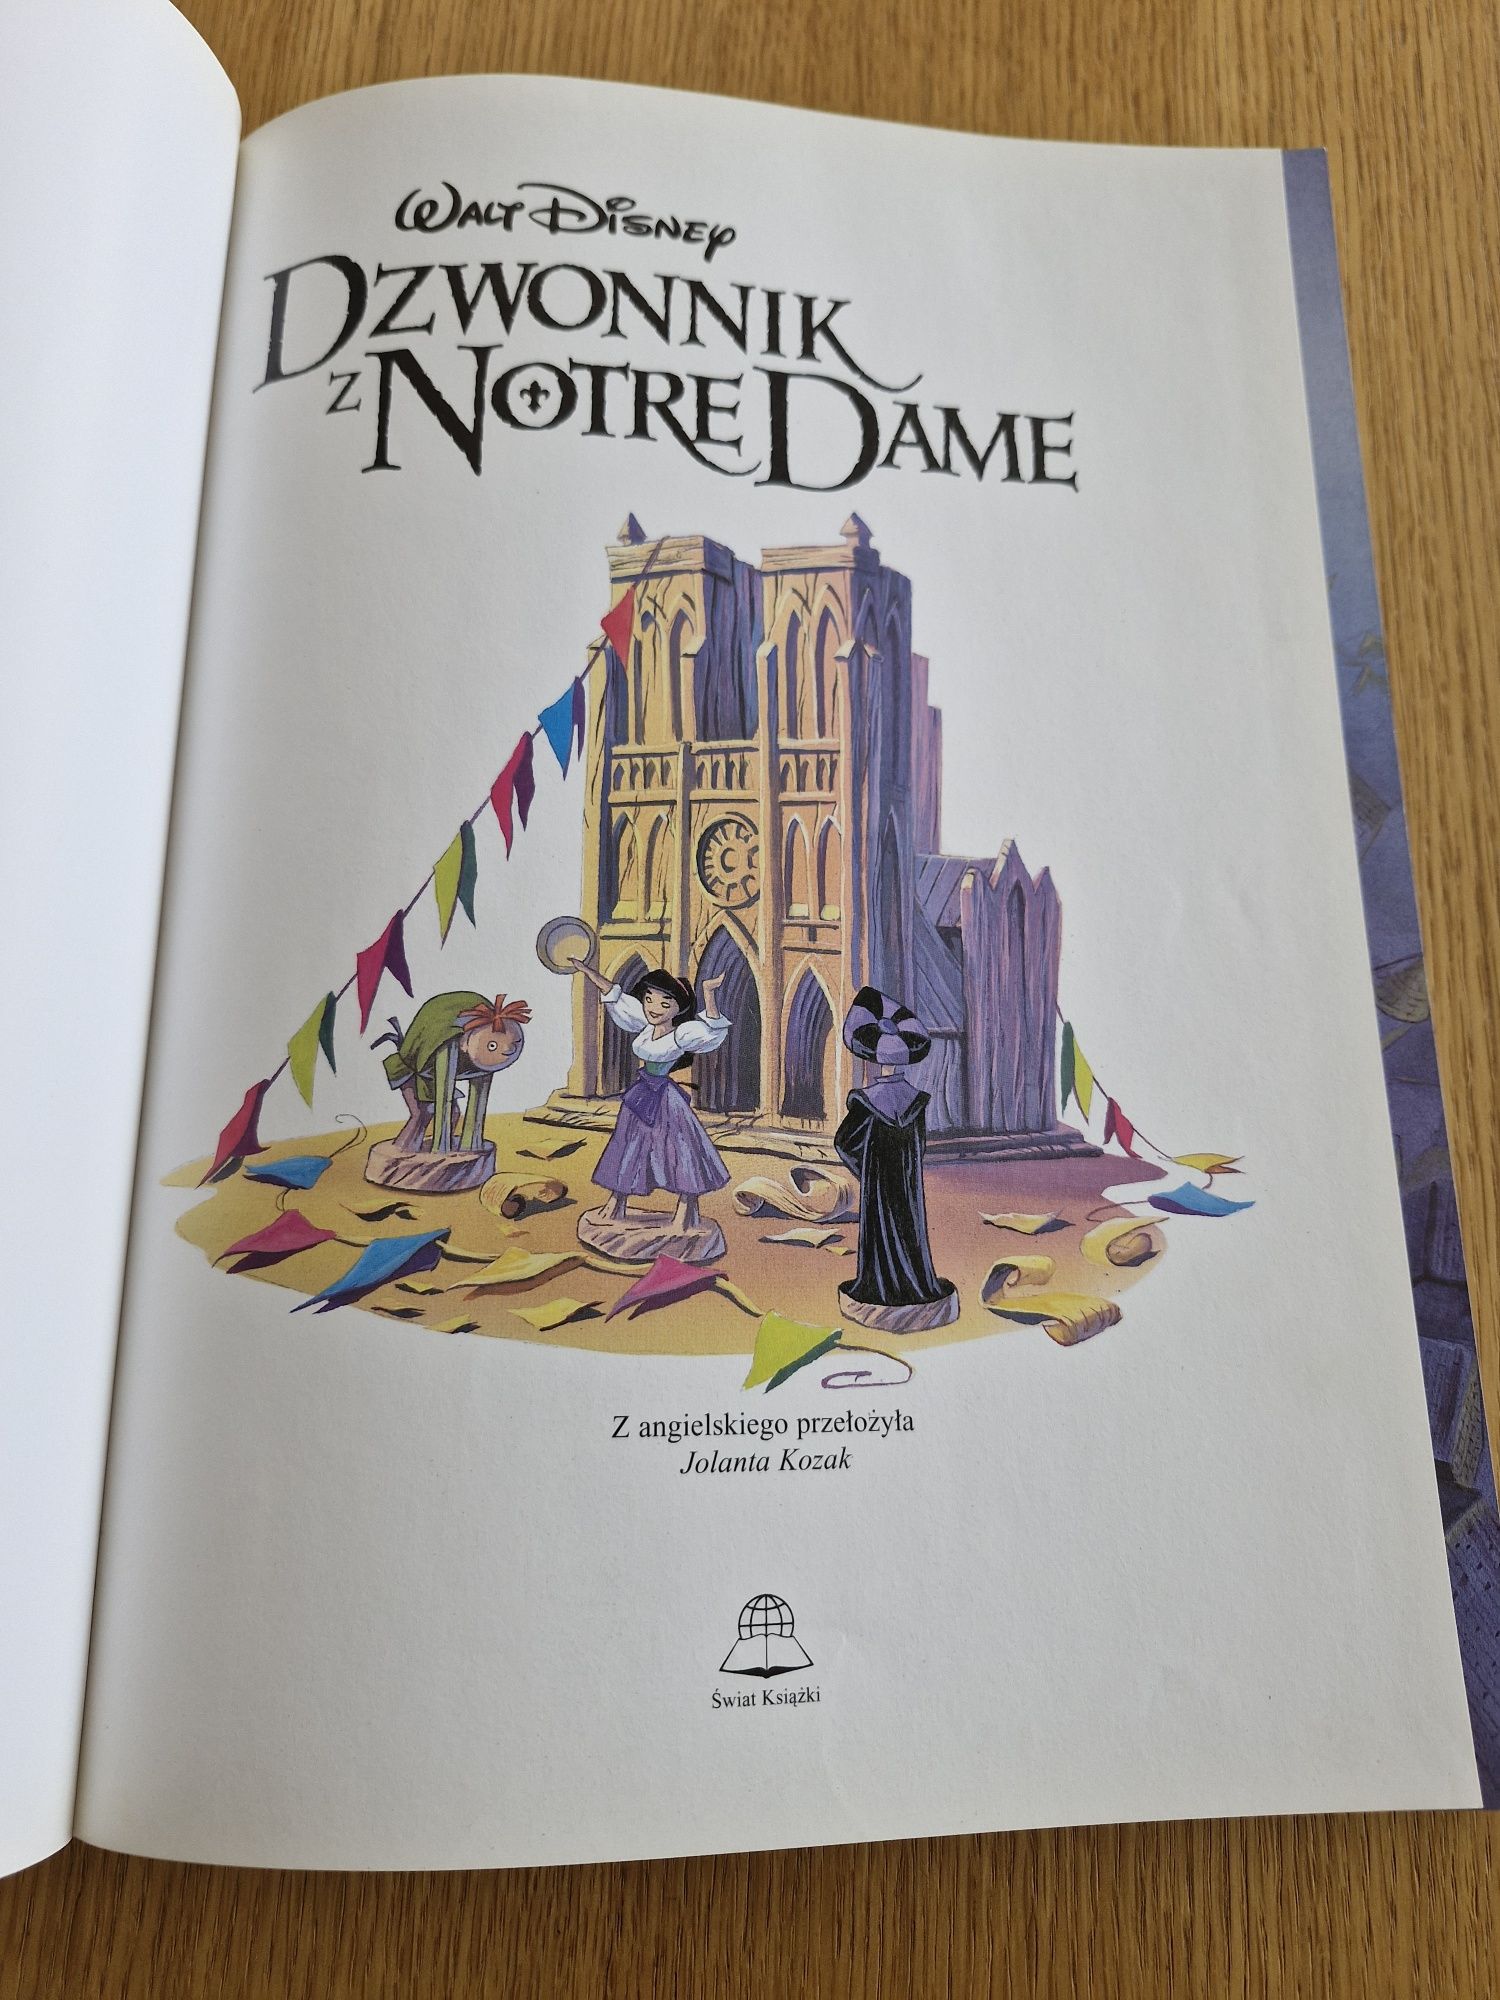 Walt Disney
Dzwonnik
z Notre Dame
Z angielskiego przełożyła
Jolanta Kozak
Świat Książki